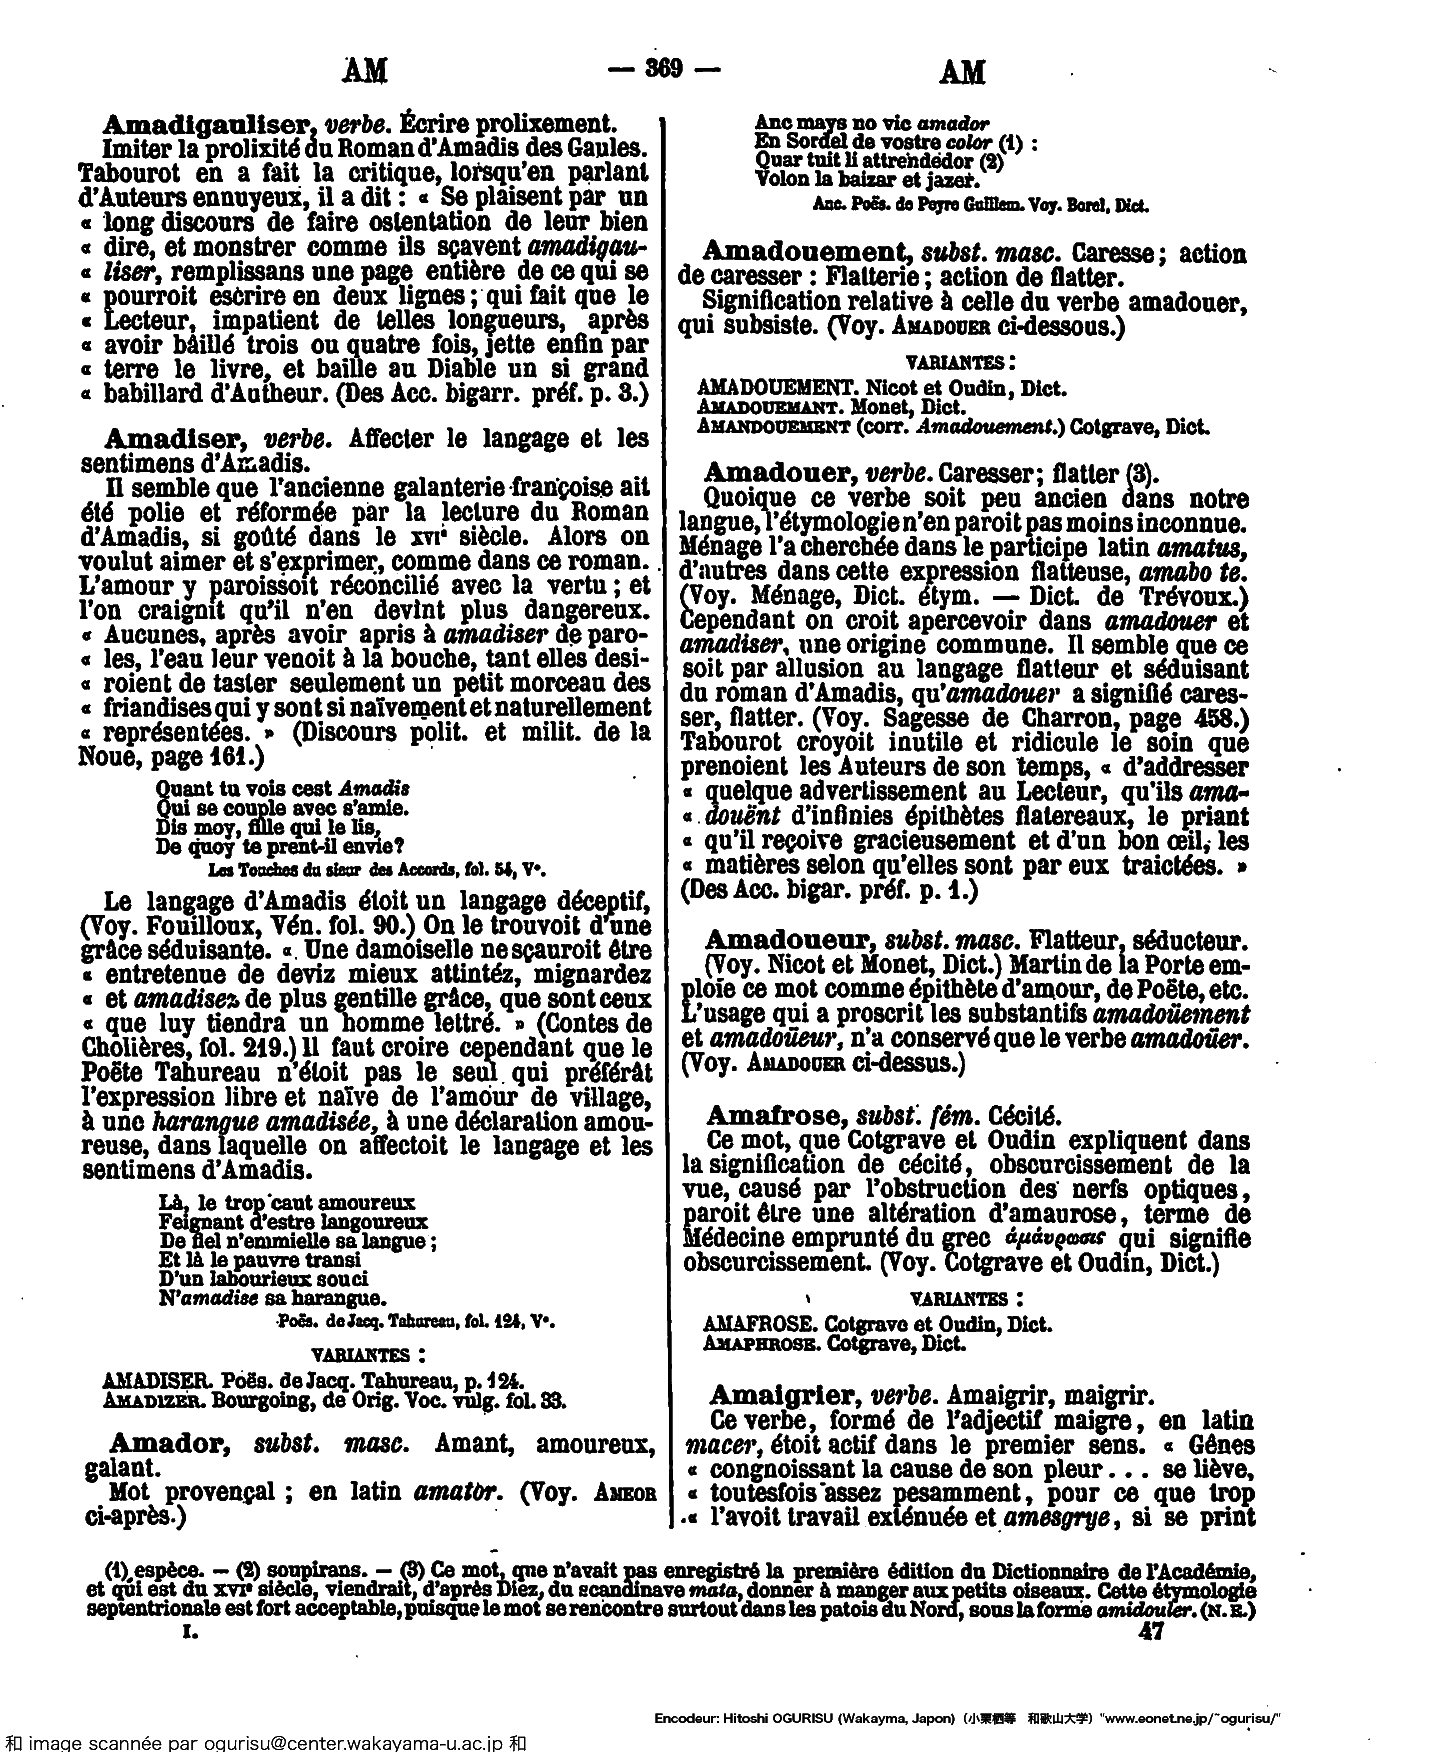 AM
— 369 —
AM
Amadigauliser, verbe. Écrire prolixement.
Imiter la prolixité du Roman d'Amadis des Gaules.
Tabourot en a fait la critique, lorsqu'en parlant
d'Auteurs ennuyeux, il a dit : « Se plaisent par un
« long discours de faire ostentation de leur bien
« dire, et monstrer comme ils sçavent amadigau-
« liser, remplissans une page entière de ce qui se
« pourroit escrire en deux lignes ; qui fait que le
« Lecteur, impatient de telles longueurs, après
« avoir bâillé trois ou quatre fois, jette enfin par
« terre le livre, et baille au Diable un si grand
« babillard d'Autheur. (Des Acc. bigarr. préf. p. 3.)
Amadiser, verbe. Affecter le langage et les
sentimens d'Amadis.
Il semble que l'ancienne galanterie françoise ait
été polie et réformée par la lecture du Roman
d'Amadis, si goûté dans le XVIe siècle. Alors on
voulut aimer et s'exprimer, comme dans ce roman.
L'amour y paroissoit réconcilié avec la vertu ; et
l'on craignit qu'il n'en devînt plus dangereux.
« Aucunes, après avoir apris à amadiser de paro-
« les, l'eau leur venoit à la bouche, tant elles desi-
« roient de taster seulement un petit morceau des
« friandises qui y sont si naïvement et naturellement
« représentées. » (Discours polit. et milit. de la
Noue, page 161.)
Quant tu vois cest Amadis
Qui se couple avec s'amie.
Dis moy, fille qui le lis,
De quoy te prent-il envie?
Les Touches du sieur des Accords, fol. 54, V°.
Le langage d'Amadis étoit un langage déceptif,
(Voy. Fouilloux, Vén. fol. 90.) On le trouvoit d'une
grâce séduisante. « Une damoiselle ne sçauroit être
« entretenue de deviz mieux attintéz, mignardez
« et amadisez de plus gentille grâce, que sont ceux
« que luy tiendra un homme lettré. » (Contes de
Cholières, fol. 219.) Il faut croire cependant que le
Poëte Tahureau n'étoit pas le seul qui préférât
l'expression libre et naïve de l'amour de village,
à une harangue amadisée, à une déclaration amou-
reuse, dans laquelle on affectoit le langage et les
sentimens d'Amadis.
Là, le trop caut amoureux
Feignant d'estre langoureux
De fiel n'emmielle sa langue ;
Et là le pauvre transi
D'un labourieux souci
N'amadise sa harangue.
Poës. de Jacq. Tahureau, fol. 124, V°.
VARIANTES :
AMADISER. Poës. de Jacq. Tahureau, p. 124.
AMADIZER. Bourgoing, de Orig. Voc. vulg. fol. 33.
Amador, subst. masc. Amant, amoureux,
galant.
Mot provençal ; en latin amator. (Voy. AMEOR
ci-après.)
Anc mays no vic amador
En Sordel de vostre color (1) :
Quar tuit li attrendedor (2)
Volon la baizar et jazer.
Anc. Poës. de Peyre Guillem. Voy. Borel, Dict.
Amadouement, subst. masc. Caresse ; action
de caresser : Flatterie ; action de flatter.
Signification relative à celle du verbe amadouer,
qui subsiste. (Voy. AMADOUER ci-dessous.)
VARIANTES :
AMADOUEMENT. Nicot et Oudin, Dict.
AMADOUEMANT. Monet, Dict.
AMANDOUEMENT (corr. Amadouement.) Cotgrave, Dict.
Amadouer, verbe. Caresser ; flatter (3).
Quoique ce verbe soit peu ancien dans notre
langue, l'étymologie n'en paroit pas moins inconnue.
Ménage l'a cherchée dans le participe latin amatus,
d'autres dans cette expression flatteuse, amabo te.
(Voy. Ménage, Dict. étym. — Dict. de Trévoux.)
Cependant on croit apercevoir dans amadouer et
amadiser, une origine commune. Il semble que ce
soit par allusion au langage flatteur et séduisant
du roman d'Amadis, qu'amadouer a signifié cares-
ser, flatter. (Voy. Sagesse de Charron, page 458.)
Tabourot croyoit inutile et ridicule le soin que
prenoient les Auteurs de son temps, « d'addresser
« quelque advertissement au Lecteur, qu'ils ama-
« douënt d'infinies épithètes flatereaux, le priant
« qu'il reçoive gracieusement et d'un bon œil, les
« matières selon qu'elles sont par eux traictées. »
(Des Acc. bigar. préf. p. 1.)
Amadoueur, subst. masc. Flatteur, séducteur.
(Voy. Nicot et Monet, Dict.) Martin de la Porte em-
ploie ce mot comme épithète d'amour, de Poëte, etc.
L'usage qui a proscrit les substantifs amadoüement
et amadoüeur, n'a conservé que le verbe amadoüer.
(Voy. AMADOUER ci-dessus.)
Amafrose, subst. fém. Cécité.
Ce mot, que Cotgrave et Oudin expliquent dans
la signification de cécité, obscurcissement de la
vue, causé par l'obstruction des nerfs optiques,
paroit être une altération d'amaurose, terme de
Médecine emprunté du grec ἀμάυρωσις qui signifie
obscurcissement. (Voy. Cotgrave et Oudin, Dict.)
VARIANTES :
AMAFROSE. Cotgrave et Oudin, Dict.
AMAPHROSE. Cotgrave, Dict.
Amaigrier, verbe. Amaigrir, maigrir.
Ce verbe, formé de l'adjectif maigre, en latin
macer, étoit actif dans le premier sens. « Gênes
« congnoissant la cause de son pleur... se liève,
« toutesfois assez pesamment, pour ce que trop
« l'avoit travail exténuée et amesgrye, si se print
(1) espèce. — (2) soupirans. — (3) Ce mot, que n'avait pas enregistré la première édition du Dictionnaire de l'Académie,
et qui est du XVIe siècle, viendrait, d'après Diez, du scandinave mata, donner à manger aux petits oiseaux. Cette étymologie
septentrionale est fort acceptable, puisque le mot se rencontre surtout dans les patois du Nord, sous la forme amidouler. (N. E.)
I.
47
Encodeur: Hitoshi OGURISU (Wakayma, Japon) (小栗栖等 和歌山大学) "www.eonet.ne.jp/~ogurisu/"
和 image scannée par ogurisu@center.wakayama-u.ac.jp 和